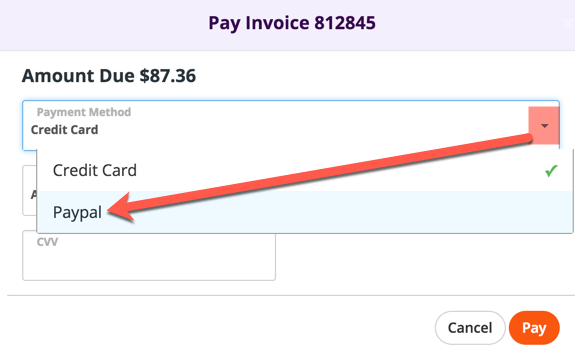 Pay Invoice 812845
Amount Due $87.36
Payment Method
Credit Card
Credit Card
Paypal
A
CVV
Cancel
Pay